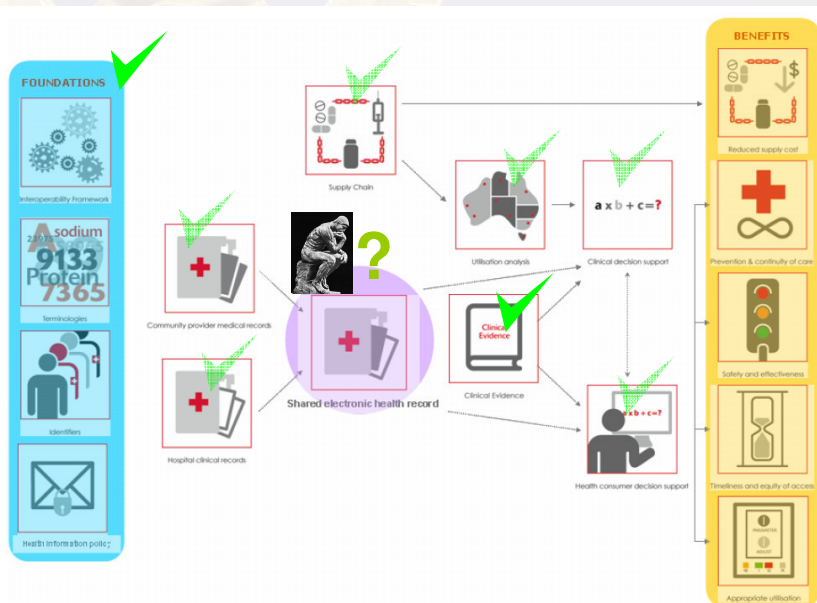 FOUNDATIONS
Interoperability Framework
A sodium
9133
Protein
7365
Terminologies
Identifiers
Health Information policy
Supply Chain
Community provider medical records
Hospital clinical records
?
Shared electronic health record
Utilisation analysis
a x b + c = ?
Clinical decision support
Clinical
Evidence
Clinical Evidence
a x b + c = ?
Health consumer decision support
BENEFITS
$
Reduced supply cost
Prevention & continuity of care
Safety and effectiveness
Timeliness and equity of access
PARAMETER
ADJUST
Appropriate utilisation